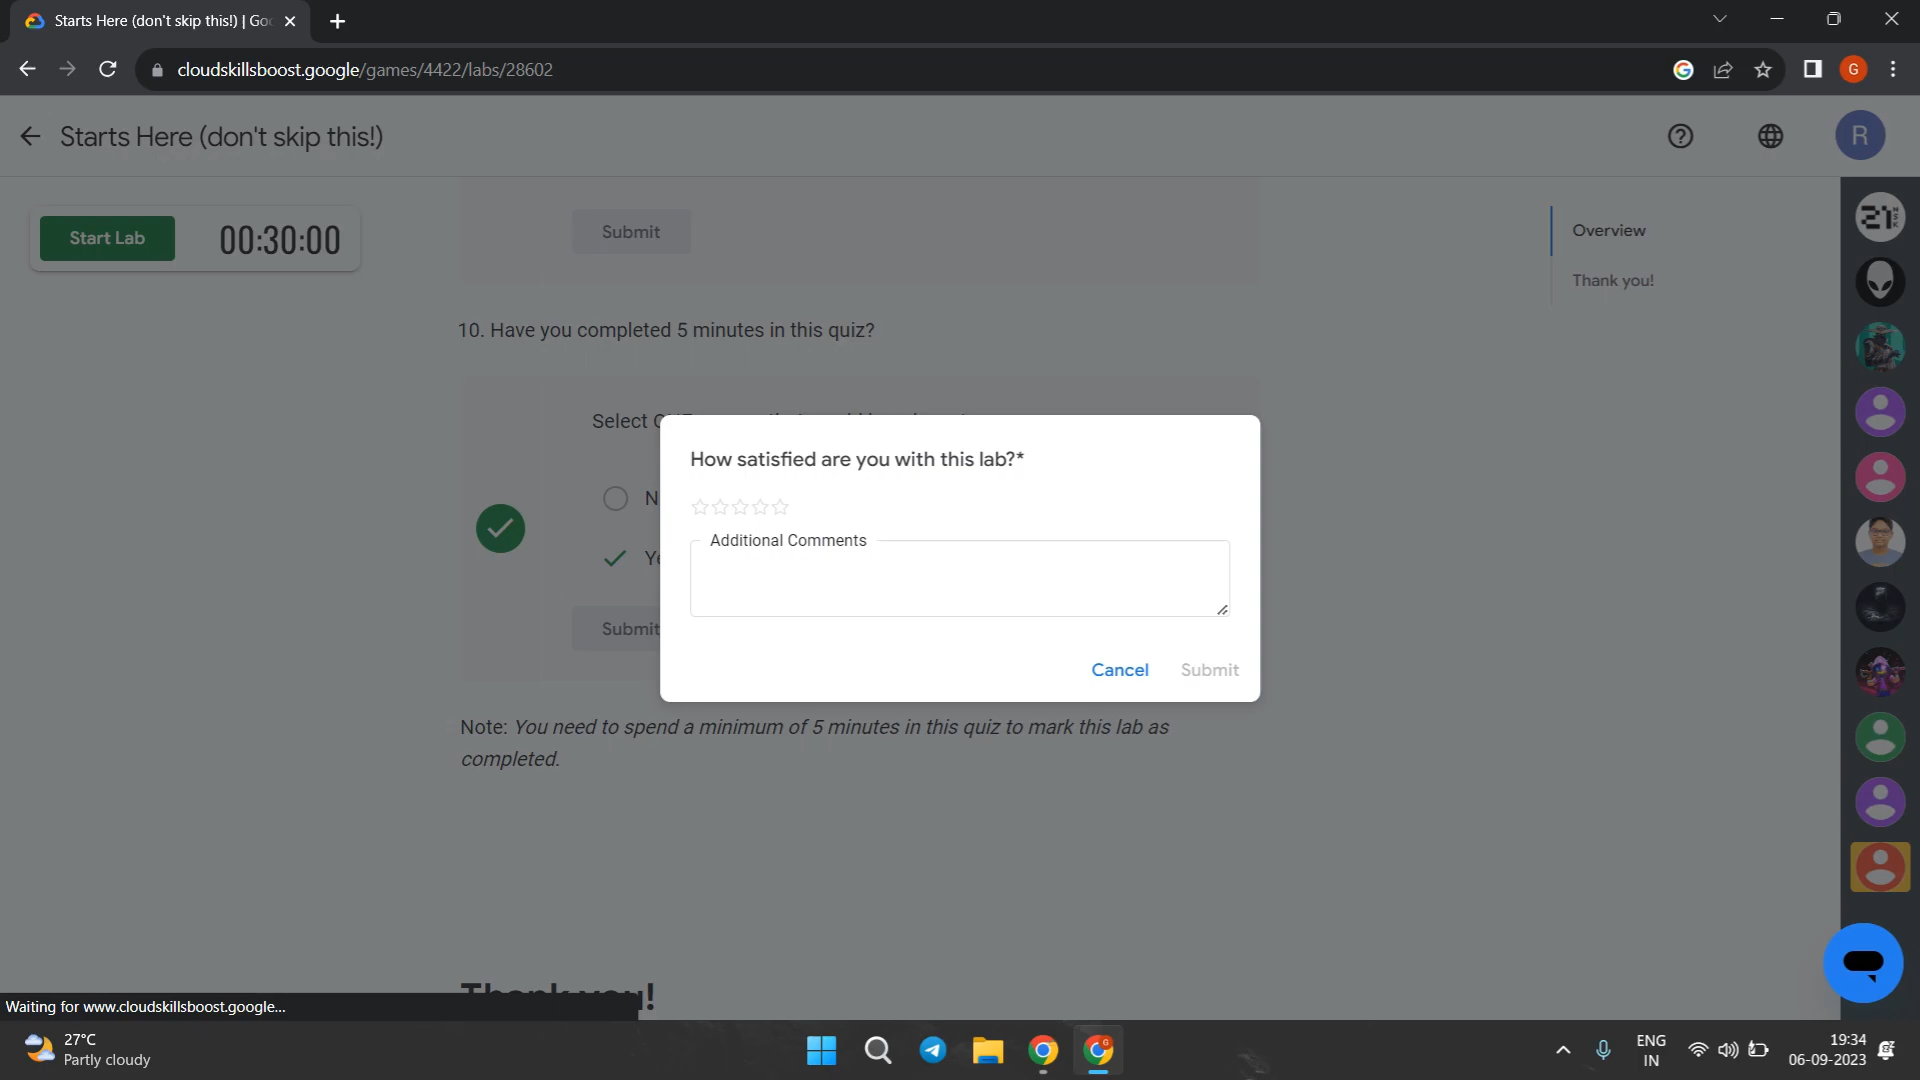 Starts Here (don't skip this!) | Goo
cloudskillsboost.google/games/4422/labs/28602
G
Starts Here (don't skip this!)
R
Start Lab
00:30:00
Submit
Overview
Thank you!
10. Have you completed 5 minutes in this quiz?
Select
How satisfied are you with this lab?*
Additional Comments
Submit
Cancel
Submit
Note: You need to spend a minimum of 5 minutes in this quiz to mark this lab as
completed.
Thank you!
Waiting for www.cloudskillsboost.google...
27°C
Partly cloudy
ENG
IN
19:34
06-09-2023